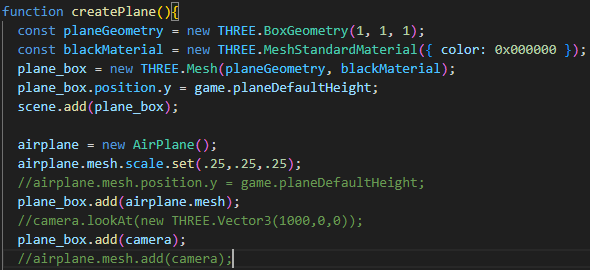 function createPlane(){
const planeGeometry = new THREE.BoxGeometry(1, 1, 1);
const blackMaterial = new THREE.MeshStandardMaterial({ color: 0x000000 });
plane_box = new THREE.Mesh(planeGeometry, blackMaterial);
plane_box.position.y = game.planeDefaultHeight;
scene.add(plane_box);
airplane = new AirPlane();
airplane.mesh.scale.set(.25,.25,.25);
//airplane.mesh.position.y = game.planeDefaultHeight;
plane_box.add(airplane.mesh);
//camera.lookAt(new THREE.Vector3(1000,0,0));
plane_box.add(camera);
//airplane.mesh.add(camera);